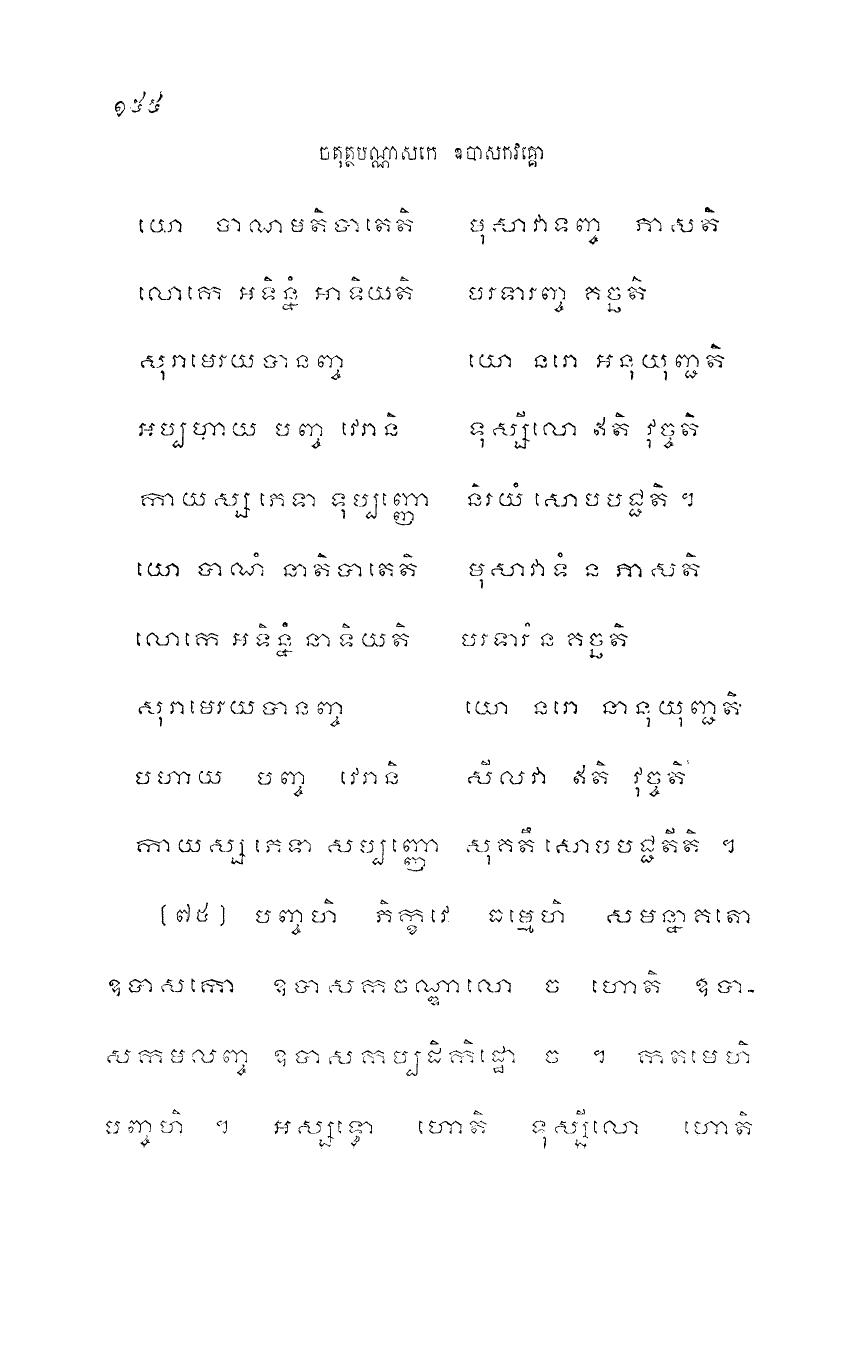 ១៥៥
ចតុត្ថបណ្ណាសកេ ឧបាសកវគ្គោ
យោ បាណមតិបាតេតិ មុសាវាទញ្ច ភាសតិ
លោកេ អទិន្នំ អាទិយតិ បរទារញ្ច គច្ឆតិ
សុរាមេរយបានញ្ច យោ នរោ អនុយុញ្ជតិ
អប្បហាយ បញ្ច វេរានិ ទុស្សីលោ ឥតិ វុច្ចតិ
កាយស្ស ភេទា ទុប្បញ្ញោ និរយំ សោបបជ្ជតិ ។
យោ បាណំ នាតិបាតេតិ មុសាវាទំ ន ភាសតិ
លោកេ អទិន្នំ នាទិយតិ បរទារំ ន គច្ឆតិ
សុរាមេរយបានញ្ច យោ នរោ នានុយុញ្ជតិ
បហាយ បញ្ច វេរានិ សីលវា ឥតិ វុច្ចតិ
កាយស្ស ភេទា សប្បញ្ញោ សុគតឹ សោបបជ្ជតីតិ ។
(៧៥) បញ្ចហិ ភិក្ខវេ ធម្មេហិ សមន្នាគតោ
ឧបាសកោ ឧបាសកចណ្ឌាលោ ច ហោតិ ឧបា-
សកមលញ្ច ឧបាសកប្បដិកិដ្ឋោ ច ។ កតមេហិ
បញ្ចហិ ។ អស្សទ្ធោ ហោតិ ទុស្សីលោ ហោតិ